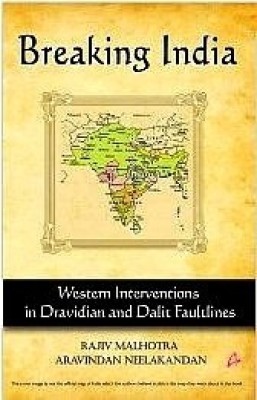 Breaking India
Western Interventions
in Dravidian and Dalit Faultlines
RAJIV MALHOTRA
ARAVINDAN NEELAKANDAN